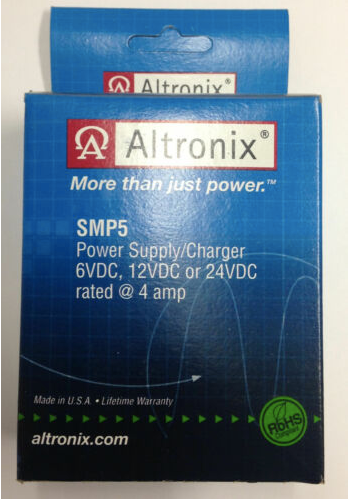 Altronix®
Altronix®
More than just power.™
SMP5
Power Supply/Charger
6VDC, 12VDC or 24VDC
rated @ 4 amp
Made in U.S.A. • Lifetime Warranty
RoHS
altronix.com